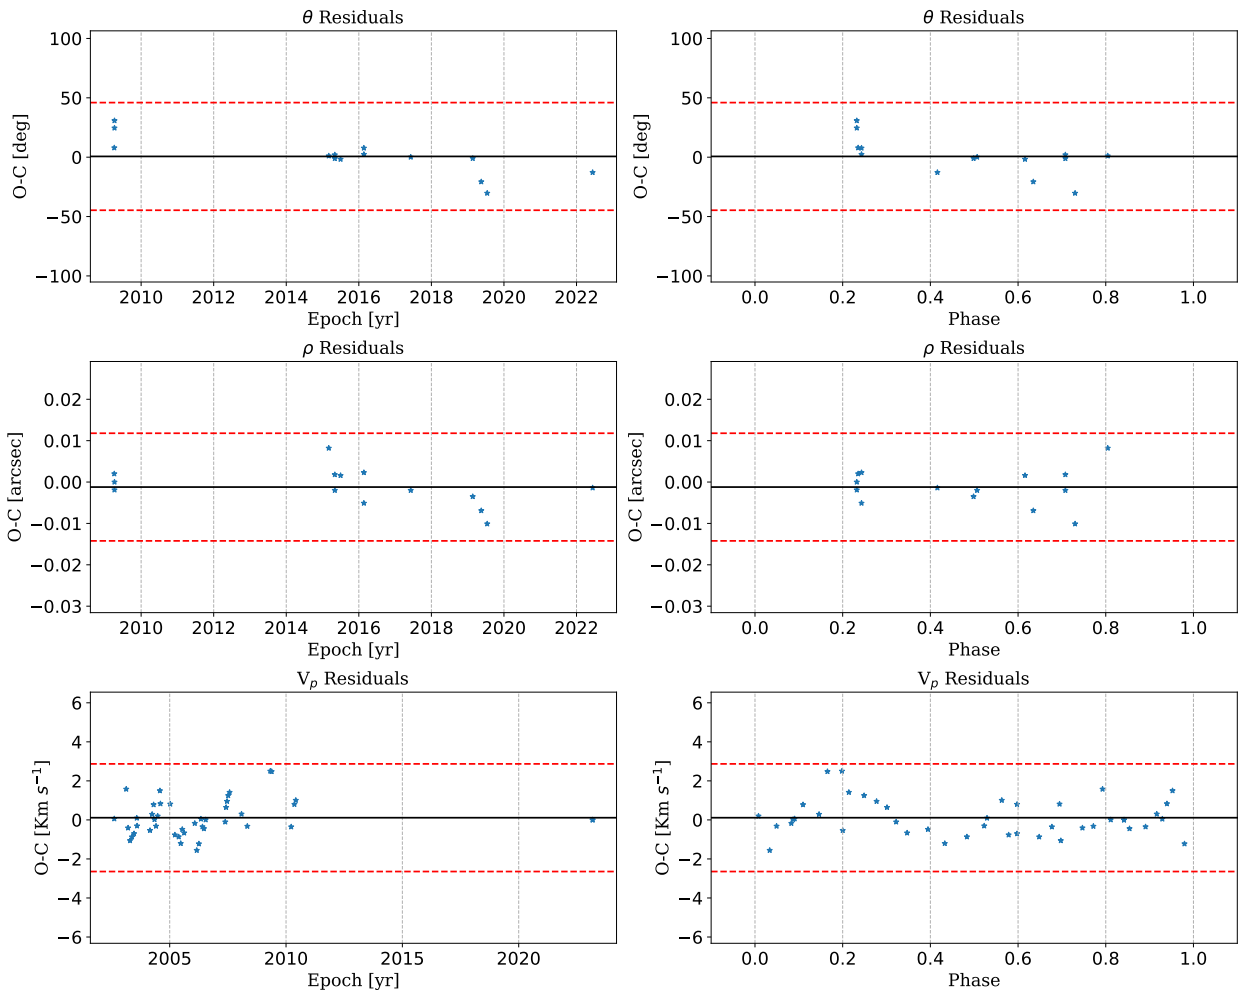 θ Residuals
100
50
0
−50
−100
O-C [deg]
2010 2012 2014 2016 2018 2020 2022
Epoch [yr]
θ Residuals
100
50
0
−50
−100
O-C [deg]
0.0 0.2 0.4 0.6 0.8 1.0
Phase
ρ Residuals
0.02
0.01
0.00
−0.01
−0.02
−0.03
O-C [arcsec]
2010 2012 2014 2016 2018 2020 2022
Epoch [yr]
ρ Residuals
0.02
0.01
0.00
−0.01
−0.02
−0.03
O-C [arcsec]
0.0 0.2 0.4 0.6 0.8 1.0
Phase
Vp Residuals
6
4
2
0
−2
−4
−6
O-C [Km s−1]
2005 2010 2015 2020
Epoch [yr]
Vp Residuals
6
4
2
0
−2
−4
−6
O-C [Km s−1]
0.0 0.2 0.4 0.6 0.8 1.0
Phase